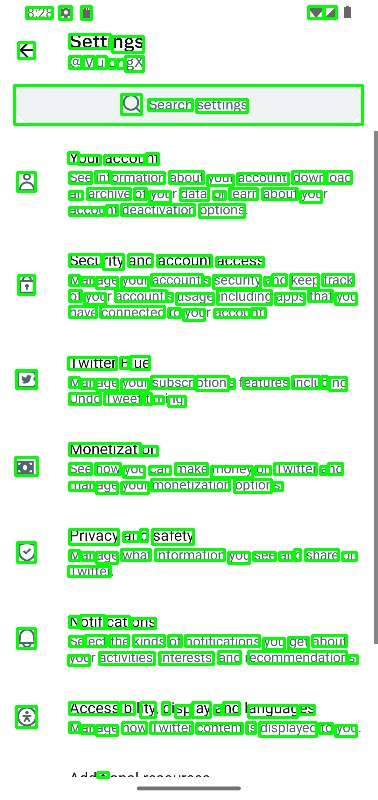 8:28
Settings
Search settings
Your account
See information about your account, download
an archive of your data, or learn about your
account deactivation options.
Security and account access
Manage your account's security and keep track
of your account's usage including apps that you
have connected to your account.
Twitter Blue
Manage your subscription's features including
Undo Tweet timing.
Monetization
See how you can make money on Twitter and
manage your monetization options.
Privacy and safety
Manage what information you see and share on
Twitter.
Notifications
Select the kinds of notifications you get about
your activities, interests, and recommendations.
Accessibility, display and languages
Manage how Twitter content is displayed to you.
Additional resources